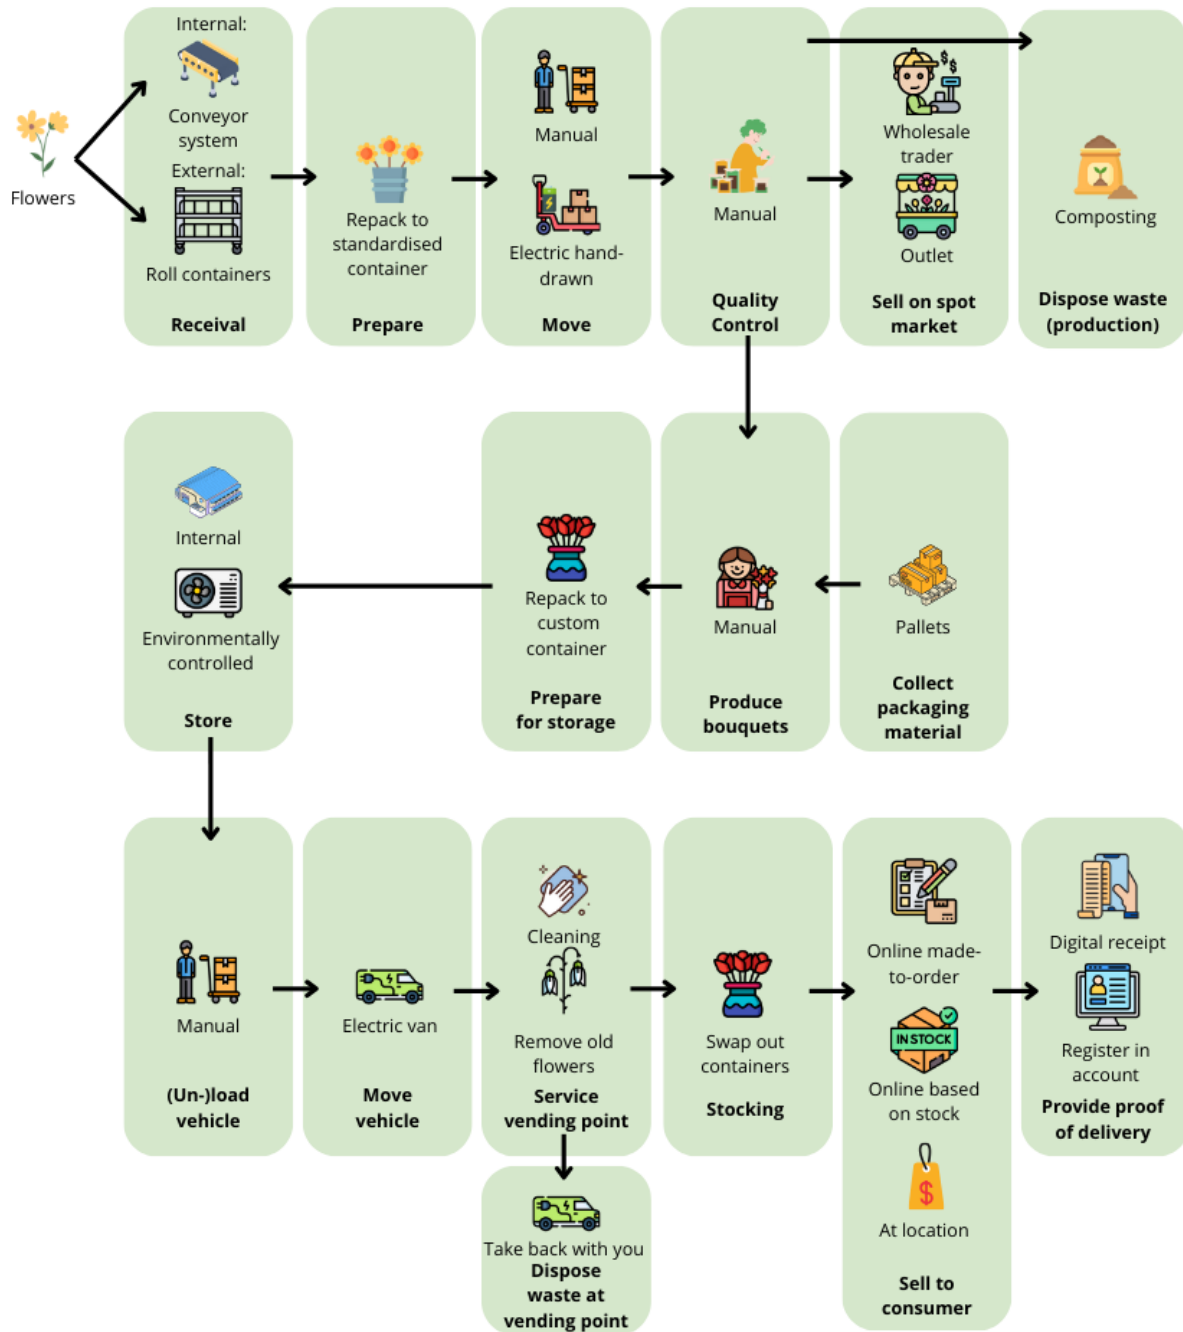 Flowers
Internal:
Conveyor
system
External:
Roll containers
Receival
Repack to
standardised
container
Prepare
Manual
Electric hand-
drawn
Move
Manual
Quality
Control
$ $
Wholesale
trader
Outlet
Sell on spot
market
Composting
Dispose waste
(production)
Internal
Environmentally
controlled
Store
Repack to
custom
container
Prepare
for storage
Manual
Produce
bouquets
Pallets
Collect
packaging
material
Manual
(Un-)load
vehicle
Electric van
Move
vehicle
Cleaning
Remove old
flowers
Service
vending point
Take back with you
Dispose
waste at
vending point
Swap out
containers
Stocking
Online made-
to-order
IN STOCK
Online based
on stock
$
At location
Sell to
consumer
Digital receipt
Register in
account
Provide proof
of delivery